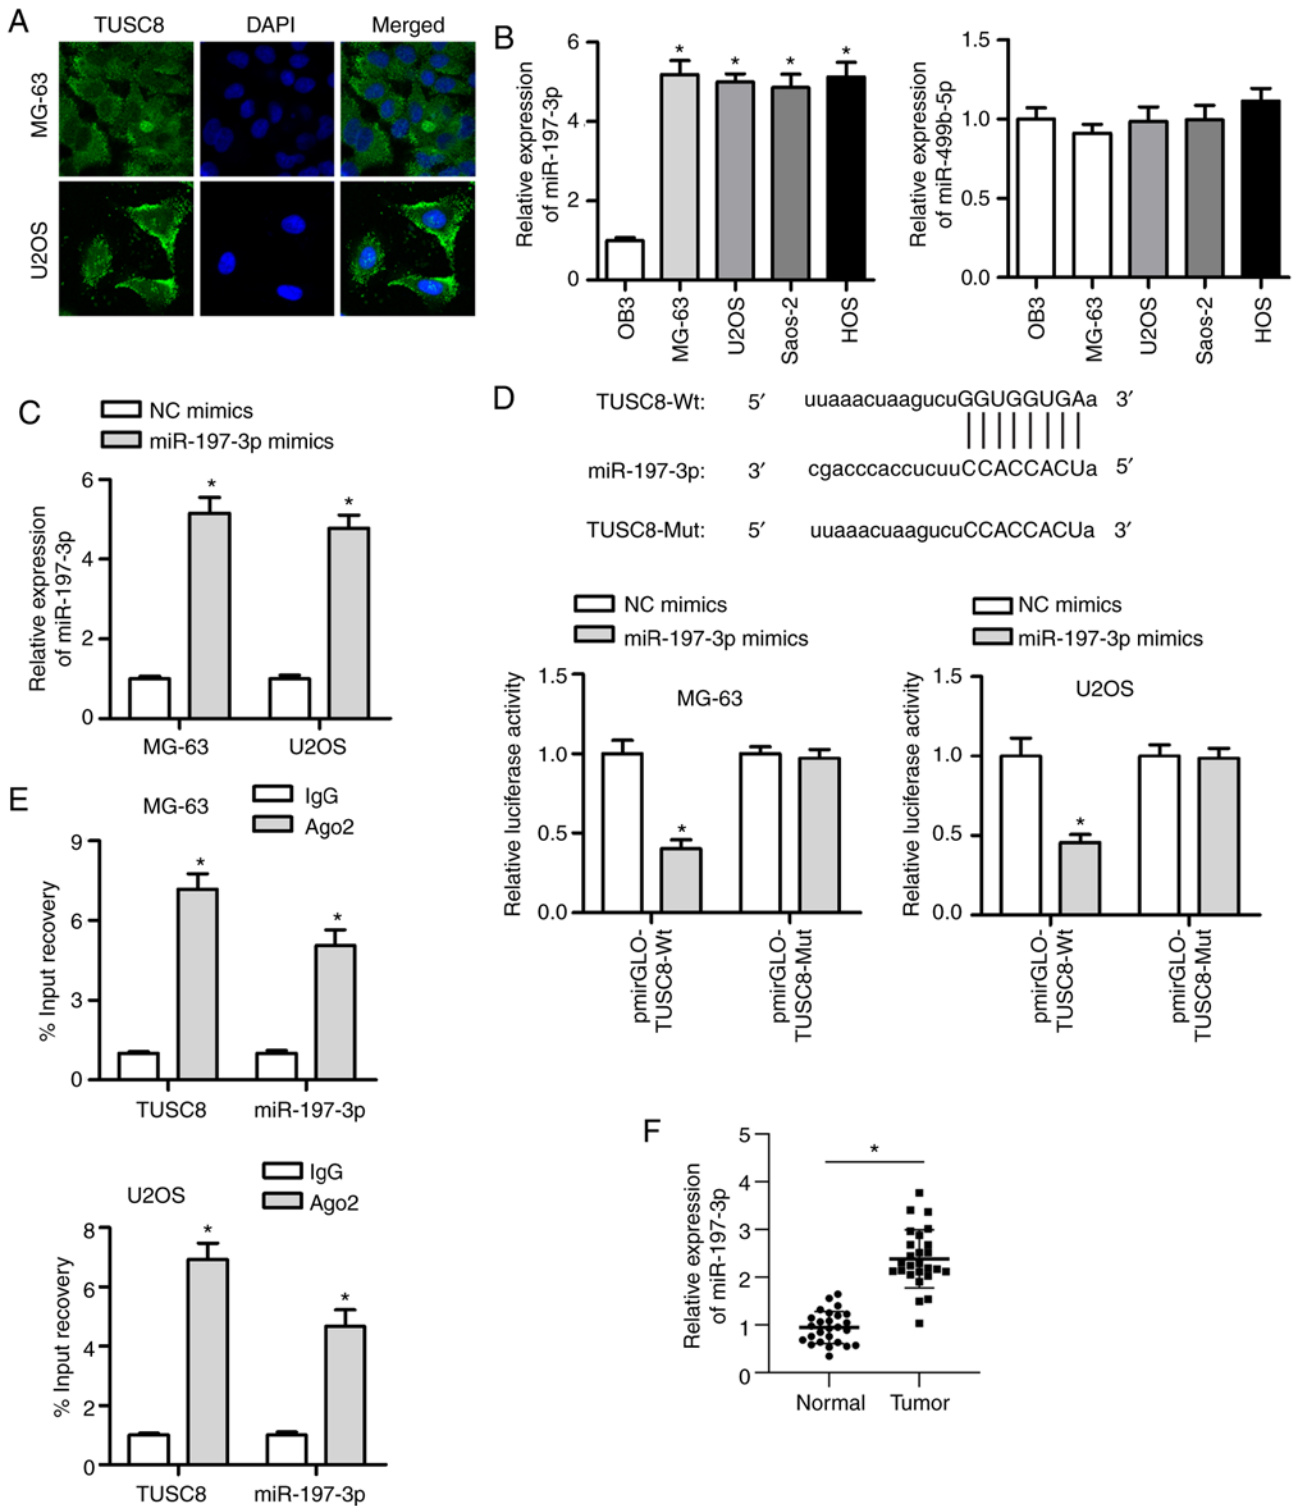 A
TUSC8 DAPI Merged
MG-63
U2OS
B
Relative expression
of miR-197-3p
6
4
2
0
* * * *
OB3 MG-63 U2OS Saos-2 HOS
Relative expression
of miR-499b-5p
1.5
1.0
0.5
0.0
OB3 MG-63 U2OS Saos-2 HOS
C
NC mimics
miR-197-3p mimics
Relative expression
of miR-197-3p
6
4
2
0
* *
MG-63 U2OS
D
TUSC8-Wt: 5′ uuaaacuaagucuGGUGGUGAa 3′
miR-197-3p: 3′ cgacccaccucuuCCACCACUa 5′
TUSC8-Mut: 5′ uuaaacuaagucuCCACCACUa 3′
NC mimics
miR-197-3p mimics
MG-63
Relative luciferase activity
1.5
1.0
0.5
0.0
*
pmirGLO-
TUSC8-Wt
pmirGLO-
TUSC8-Mut
NC mimics
miR-197-3p mimics
U2OS
Relative luciferase activity
1.5
1.0
0.5
0.0
*
pmirGLO-
TUSC8-Wt
pmirGLO-
TUSC8-Mut
E
MG-63
IgG
Ago2
% Input recovery
9
6
3
0
* *
TUSC8 miR-197-3p
U2OS
IgG
Ago2
% Input recovery
8
6
4
2
0
* *
TUSC8 miR-197-3p
F
Relative expression
of miR-197-3p
5
4
3
2
1
0
*
Normal Tumor